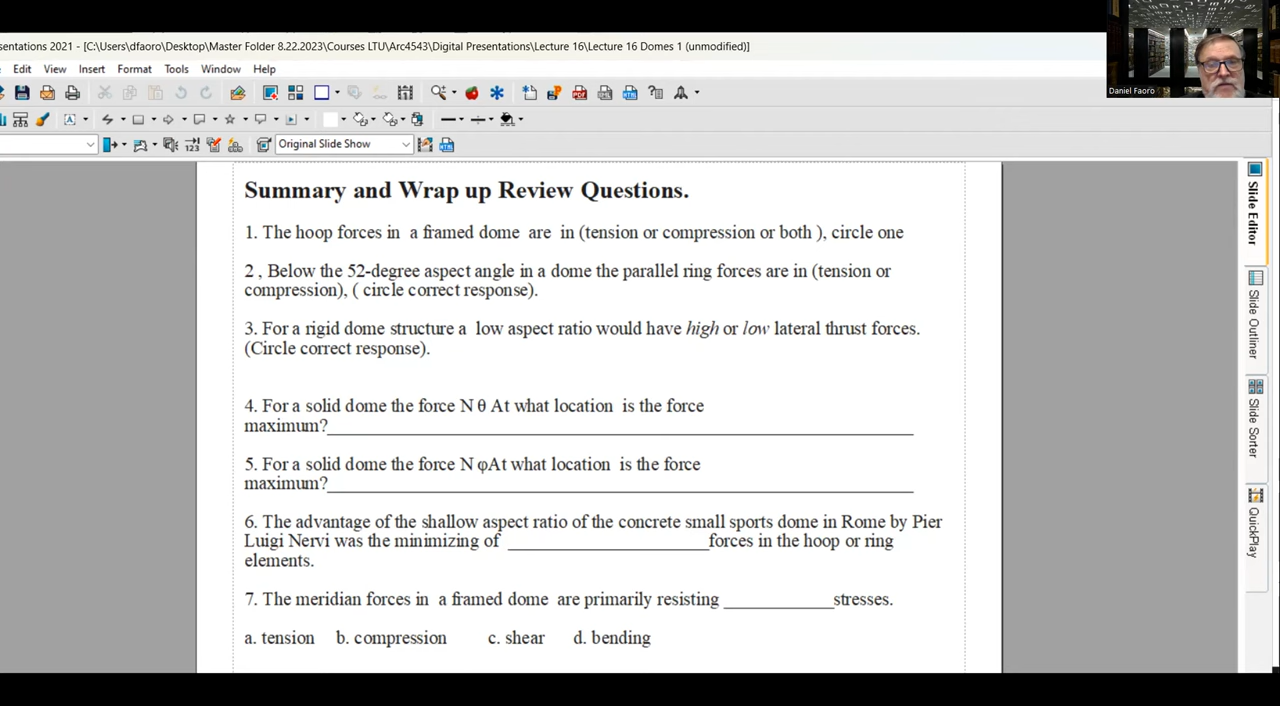 sentations 2021 - [C:\Users\dfaoro\Desktop\Master Folder 8.22.2023\Courses LTU\Arc4543\Digital Presentations\Lecture 16\Lecture 16 Domes 1 (unmodified)]
Edit View Insert Format Tools Window Help
Daniel Faoro
123
Original Slide Show
Summary and Wrap up Review Questions.
1. The hoop forces in a framed dome are in (tension or compression or both ), circle one
2 , Below the 52-degree aspect angle in a dome the parallel ring forces are in (tension or
compression), ( circle correct response).
3. For a rigid dome structure a low aspect ratio would have high or low lateral thrust forces.
(Circle correct response).
4. For a solid dome the force N θ At what location is the force
maximum?______________________________
5. For a solid dome the force N φAt what location is the force
maximum?______________________________
6. The advantage of the shallow aspect ratio of the concrete small sports dome in Rome by Pier
Luigi Nervi was the minimizing of ____________________forces in the hoop or ring
elements.
7. The meridian forces in a framed dome are primarily resisting ___________stresses.
a. tension b. compression c. shear d. bending
Slide Editor
Slide Outliner
Slide Sorter
QuickPlay